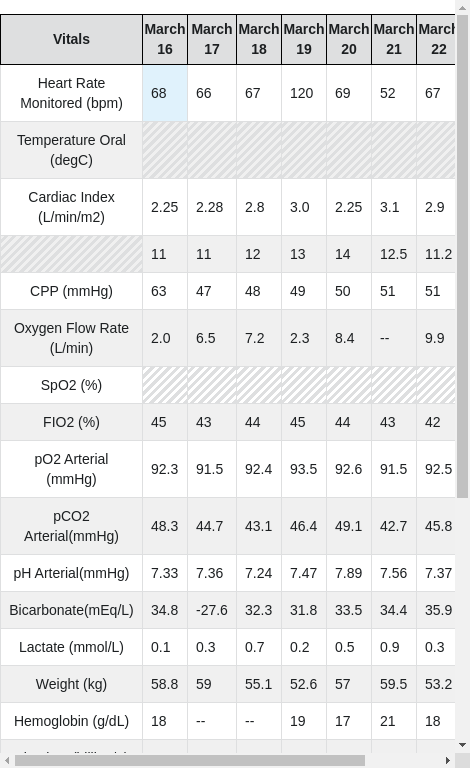 Vitals March 16 March 17 March 18 March 19 March 20 March 21 March 22
Heart Rate Monitored (bpm) 68 66 67 120 69 52 67
Temperature Oral (degC)
Cardiac Index (L/min/m2) 2.25 2.28 2.8 3.0 2.25 3.1 2.9
11 11 12 13 14 12.5 11.2
CPP (mmHg) 63 47 48 49 50 51 51
Oxygen Flow Rate (L/min) 2.0 6.5 7.2 2.3 8.4 -- 9.9
SpO2 (%)
FIO2 (%) 45 43 44 45 44 43 42
pO2 Arterial (mmHg) 92.3 91.5 92.4 93.5 92.6 91.5 92.5
pCO2 Arterial(mmHg) 48.3 44.7 43.1 46.4 49.1 42.7 45.8
pH Arterial(mmHg) 7.33 7.36 7.24 7.47 7.89 7.56 7.37
Bicarbonate(mEq/L) 34.8 -27.6 32.3 31.8 33.5 34.4 35.9
Lactate (mmol/L) 0.1 0.3 0.7 0.2 0.5 0.9 0.3
Weight (kg) 58.8 59 55.1 52.6 57 59.5 53.2
Hemoglobin (g/dL) 18 -- -- 19 17 21 18